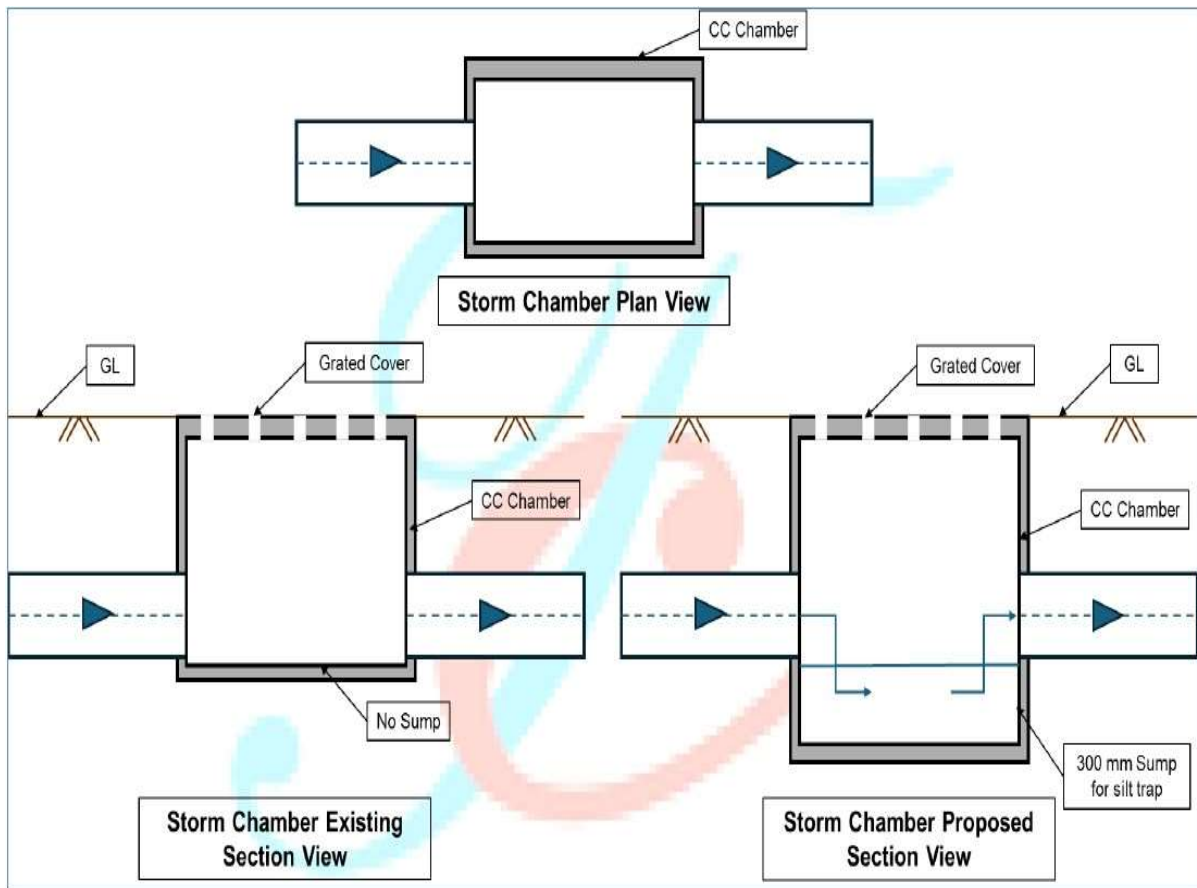 CC Chamber
Storm Chamber Plan View
GL
Grated Cover
CC Chamber
No Sump
Storm Chamber Existing
Section View
Grated Cover
GL
CC Chamber
300 mm Sump
for silt trap
Storm Chamber Proposed
Section View